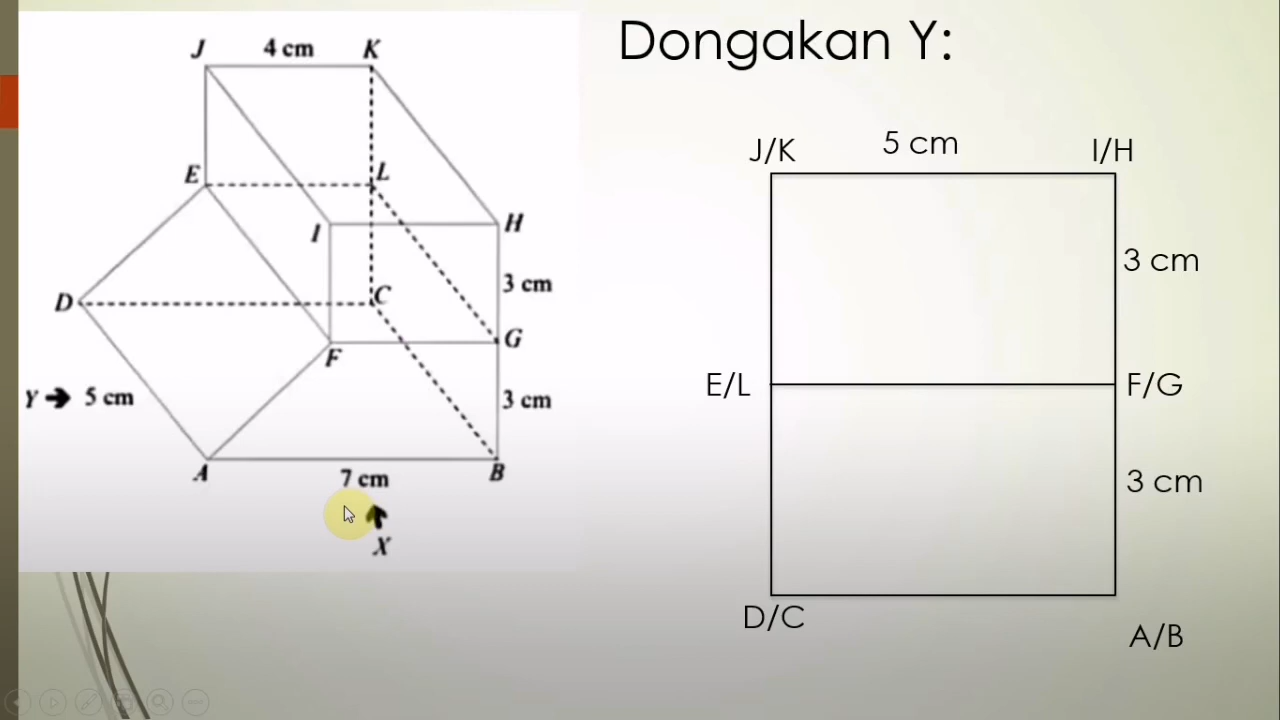 Dongakan Y:
J
4 cm
K
E
L
I
H
3 cm
D
C
F
G
Y
5 cm
3 cm
A
7 cm
B
X
J/K
5 cm
I/H
3 cm
E/L
F/G
3 cm
D/C
A/B